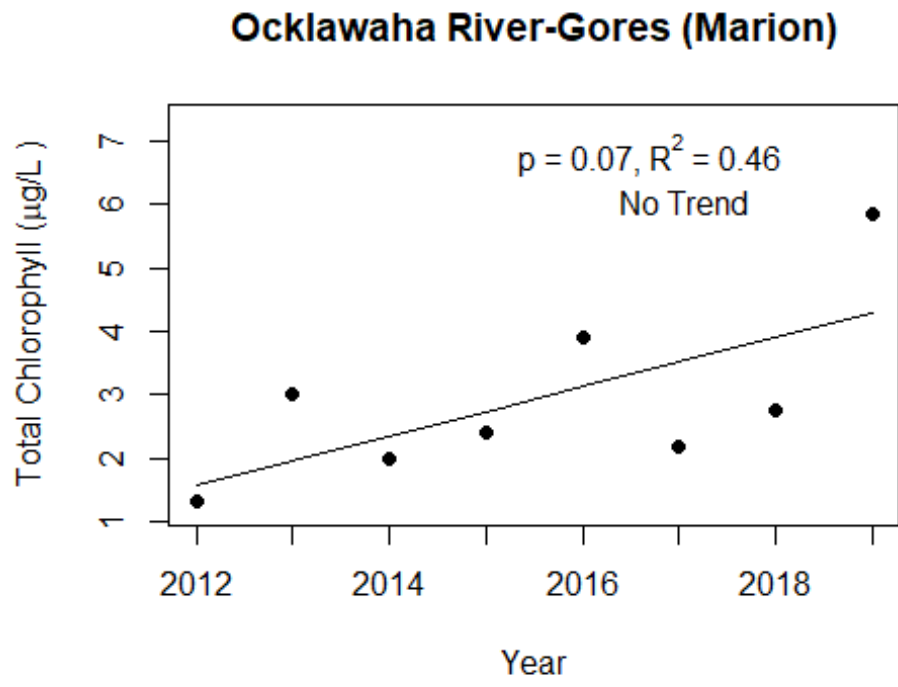 Ocklawaha River-Gores (Marion)
p = 0.07, R² = 0.46
No Trend
Total Chlorophyll (µg/L )
7
6
5
4
3
2
1
2012 2014 2016 2018
Year